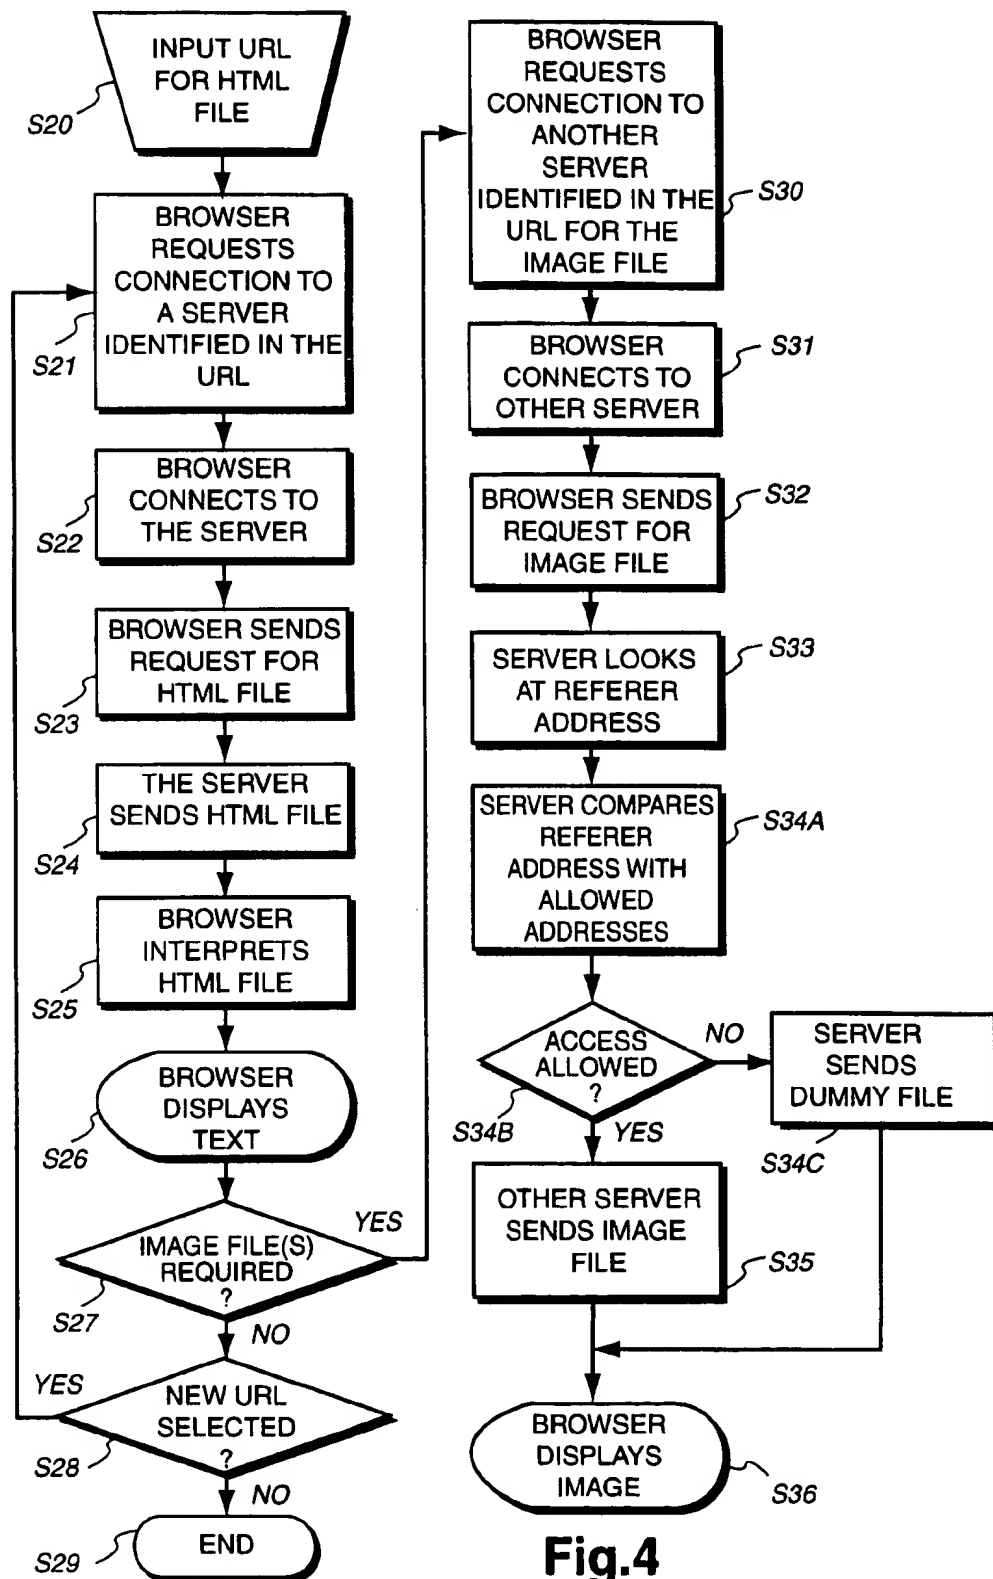 INPUT URL
FOR HTML
FILE
S20
BROWSER
REQUESTS
CONNECTION TO
A SERVER
IDENTIFIED IN THE
URL
S21
BROWSER
CONNECTS TO
THE SERVER
S22
BROWSER SENDS
REQUEST FOR
HTML FILE
S23
THE SERVER
SENDS HTML FILE
S24
BROWSER
INTERPRETS
HTML FILE
S25
BROWSER
DISPLAYS
TEXT
S26
IMAGE FILE(S)
REQUIRED
?
S27
YES
NO
NEW URL
SELECTED
?
S28
YES
NO
END
S29
BROWSER
REQUESTS
CONNECTION TO
ANOTHER
SERVER
IDENTIFIED IN THE
URL FOR THE
IMAGE FILE
S30
BROWSER
CONNECTS TO
OTHER SERVER
S31
BROWSER SENDS
REQUEST FOR
IMAGE FILE
S32
SERVER LOOKS
AT REFERER
ADDRESS
S33
SERVER COMPARES
REFERER
ADDRESS WITH
ALLOWED
ADDRESSES
S34A
ACCESS
ALLOWED
?
S34B
NO
YES
SERVER
SENDS
DUMMY FILE
S34C
OTHER SERVER
SENDS IMAGE
FILE
S35
BROWSER
DISPLAYS
IMAGE
S36
Fig.4